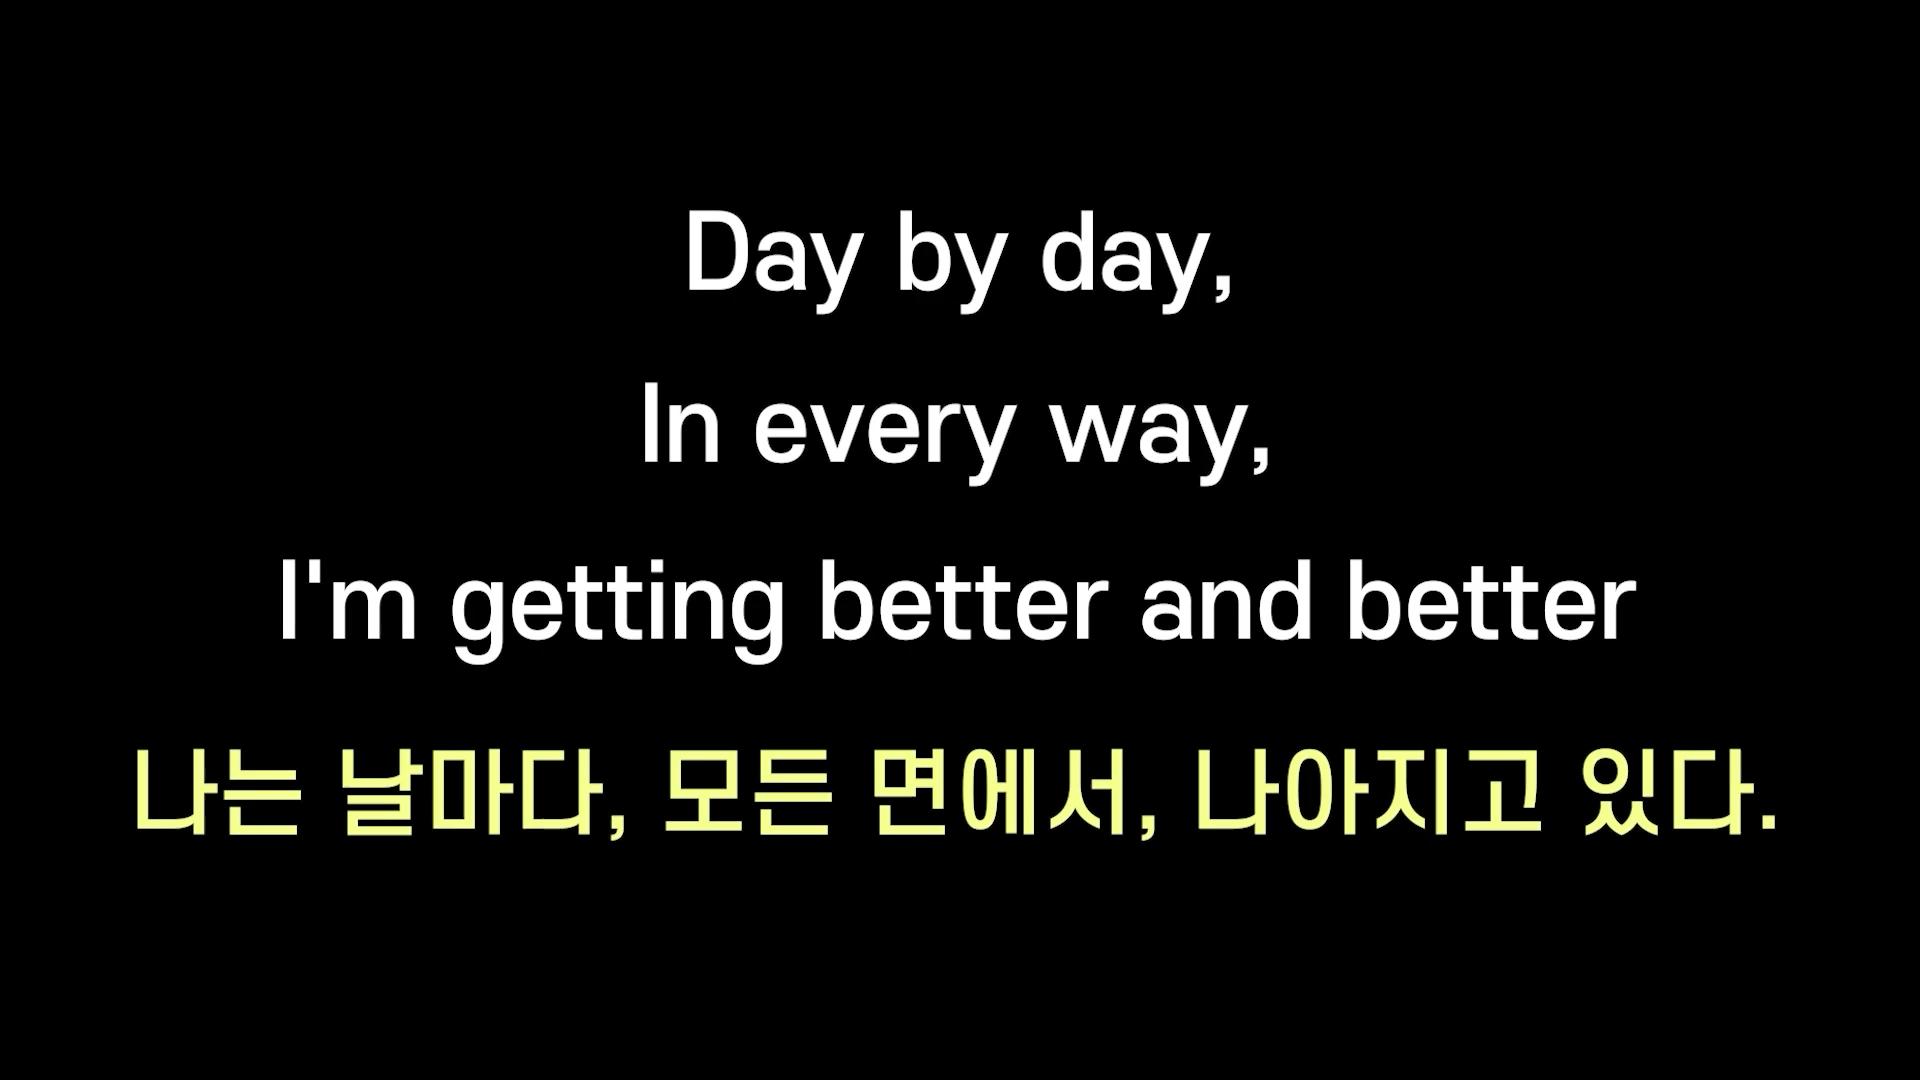 Day by day,
In every way,
I'm getting better and better
나는 날마다, 모든 면에서, 나아지고 있다.